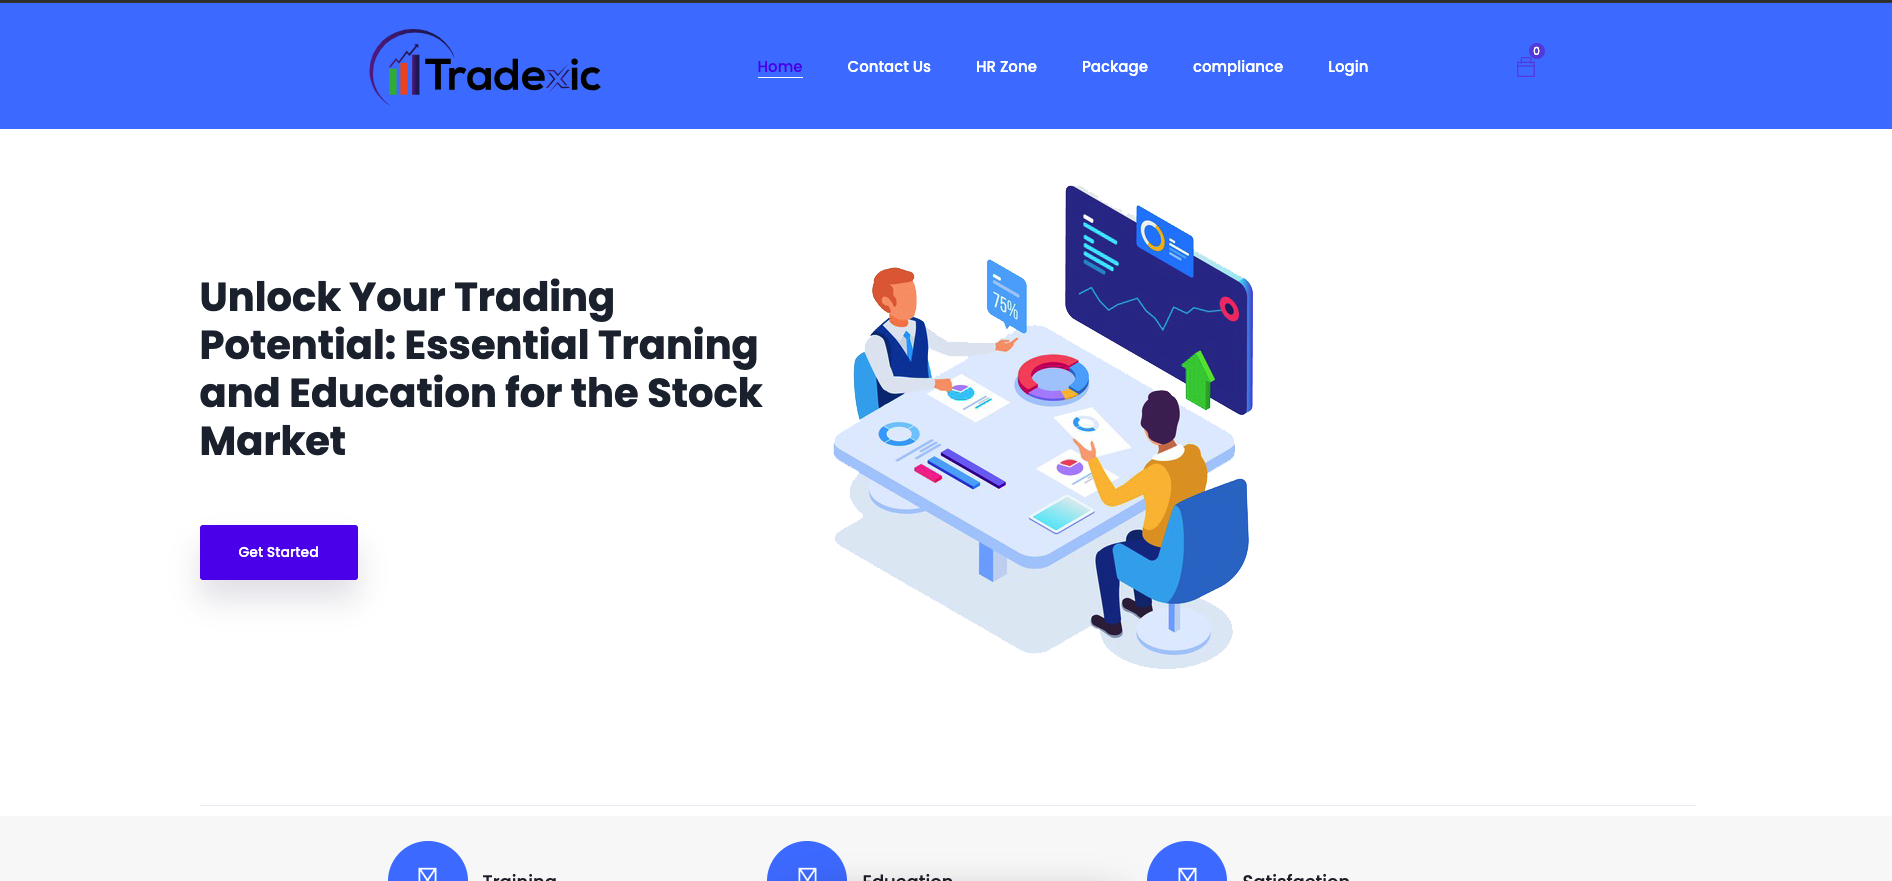 Tradexic
Home Contact Us HR Zone Package compliance Login
0
Unlock Your Trading
Potential: Essential Traning
and Education for the Stock
Market
75%
Get Started
Training Education Satisfaction